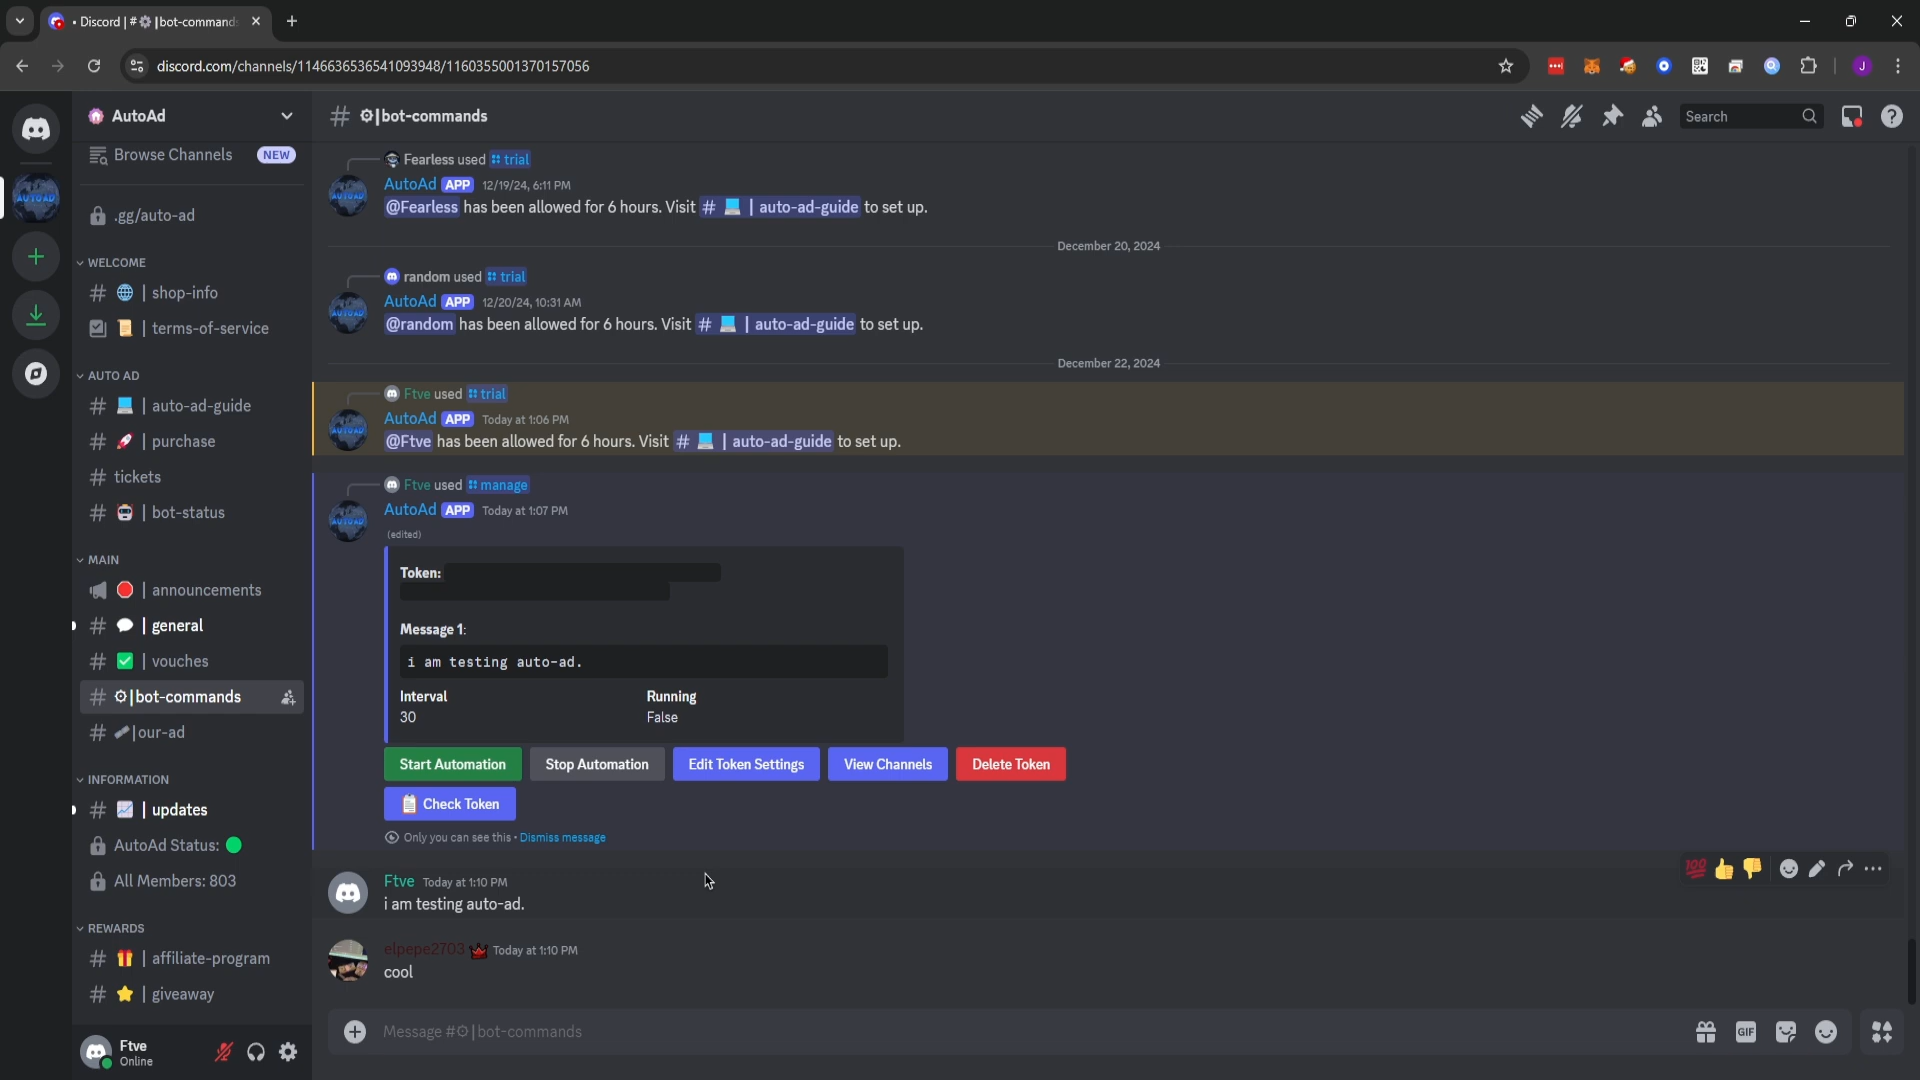 • Discord | # ⚙ |bot-command
discord.com/channels/1146636536541093948/1160355001370157056
J
AutoAd
Browse Channels NEW
.gg/auto-ad
WELCOME
# 🌐 | shop-info
📜 | terms-of-service
AUTO AD
# 💻 | auto-ad-guide
# 🚀 | purchase
# tickets
# 🤖 | bot-status
MAIN
🛑 | announcements
# 💬 | general
# ✅ | vouches
# ⚙|bot-commands
# |our-ad
INFORMATION
# 📈 | updates
AutoAd Status: 🟢
All Members: 803
REWARDS
# 🎁 | affiliate-program
# ⭐ | giveaway
Ftve
Online
# ⚙|bot-commands
Search
Fearless used trial
AutoAd APP 12/19/24, 6:11 PM
@Fearless has been allowed for 6 hours. Visit # 💻 | auto-ad-guide to set up.
December 20, 2024
random used trial
AutoAd APP 12/20/24, 10:31 AM
@random has been allowed for 6 hours. Visit # 💻 | auto-ad-guide to set up.
December 22, 2024
Ftve used trial
AutoAd APP Today at 1:06 PM
@Ftve has been allowed for 6 hours. Visit # 💻 | auto-ad-guide to set up.
Ftve used manage
AutoAd APP Today at 1:07 PM
(edited)
Token:
Message 1:
i am testing auto-ad.
Interval Running
30 False
Start Automation Stop Automation Edit Token Settings View Channels Delete Token
📋 Check Token
Only you can see this • Dismiss message
Ftve Today at 1:10 PM
i am testing auto-ad.
elpepe2703 Today at 1:10 PM
cool
Message #⚙|bot-commands
GIF